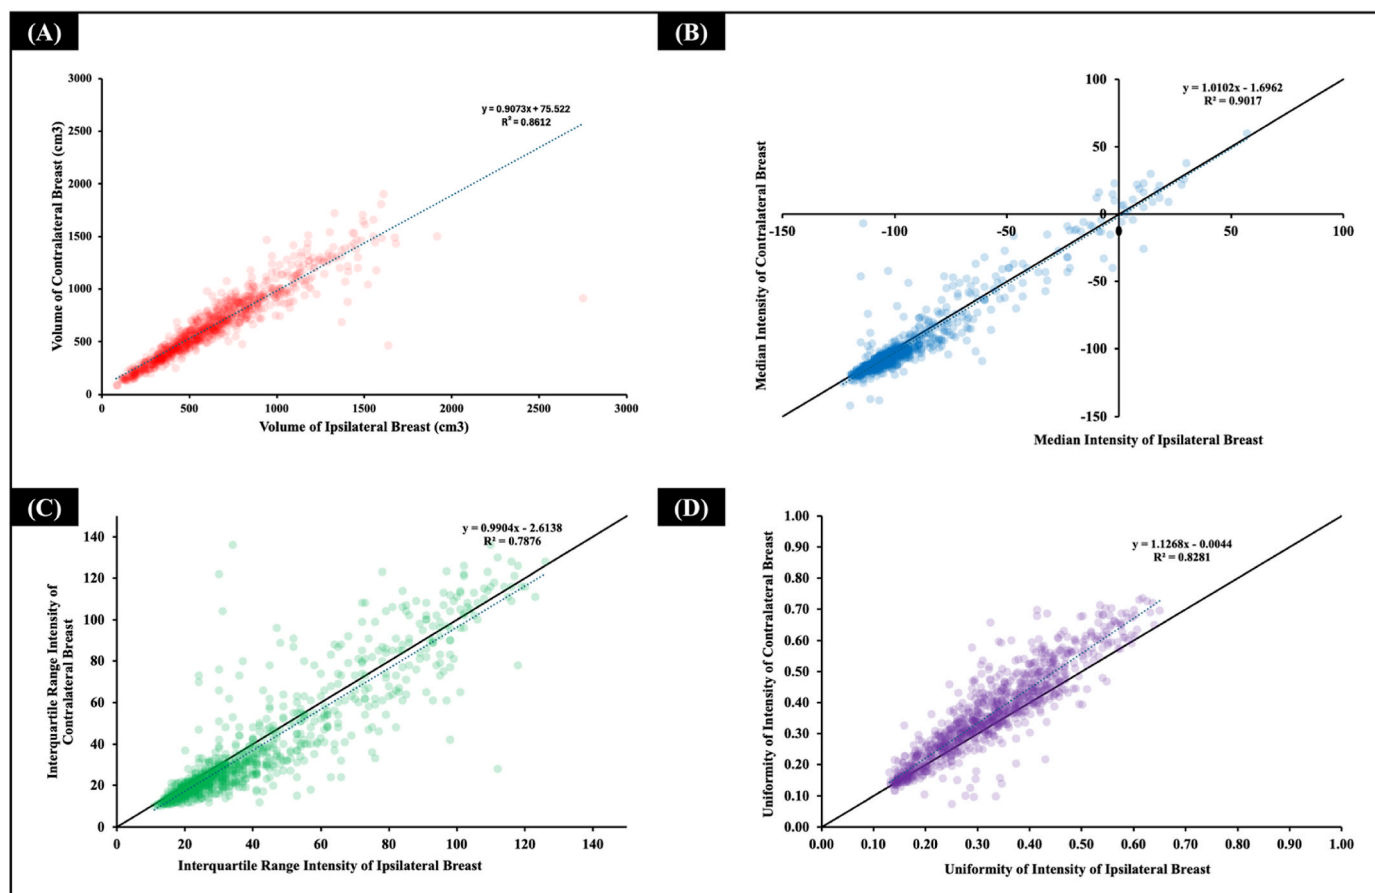 (A)
3000
2500
2000
1500
1000
500
0
Volume of Contralateral Breast (cm3)
y = 0.9073x + 75.522
R² = 0.8612
0 500 1000 1500 2000 2500 3000
Volume of Ipsilateral Breast (cm3)
(B)
100
50
0
-50
-100
-150
Median Intensity of Contralateral Breast
y = 1.0102x - 1.6962
R² = 0.9017
-150 -100 -50 0 50 100
Median Intensity of Ipsilateral Breast
(C)
140
120
100
80
60
40
20
0
Interquartile Range Intensity of
Contralateral Breast
y = 0.9904x - 2.6138
R² = 0.7876
0 20 40 60 80 100 120 140
Interquartile Range Intensity of Ipsilateral Breast
(D)
1.00
0.90
0.80
0.70
0.60
0.50
0.40
0.30
0.20
0.10
0.00
Uniformity of Intensity of Contralateral Breast
y = 1.1268x - 0.0044
R² = 0.8281
0.00 0.10 0.20 0.30 0.40 0.50 0.60 0.70 0.80 0.90 1.00
Uniformity of Intensity of Ipsilateral Breast